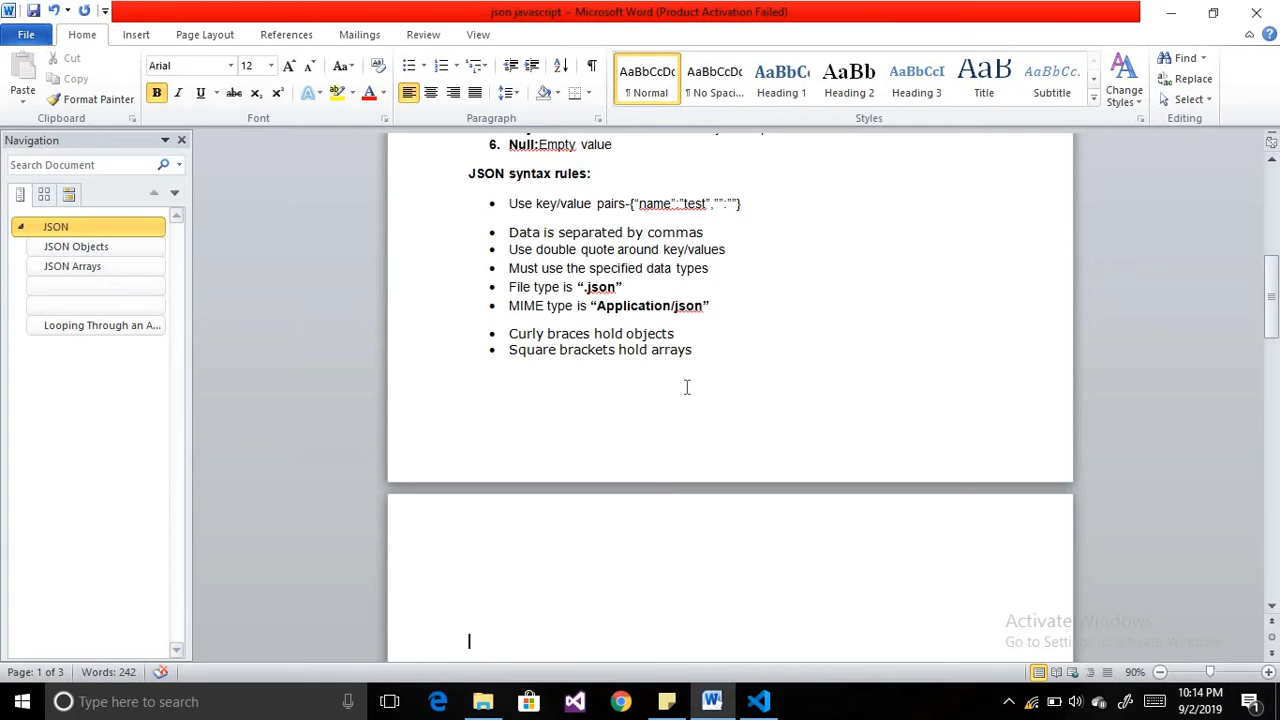 json javascript - Microsoft Word (Product Activation Failed)
File Home Insert Page Layout References Mailings Review View
Paste
Cut
Copy
Format Painter
Clipboard
Arial 12
Font
Paragraph
AaBbCcDc AaBbCcDc AaBbCc AaBbCc AaBbCcI AaB AaBbCc.
¶ Normal ¶ No Spaci... Heading 1 Heading 2 Heading 3 Title Subtitle
Styles
Change Styles
Find
Replace
Select
Editing
Navigation
Search Document
JSON
JSON Objects
JSON Arrays
Looping Through an A...
6. Null:Empty value
JSON syntax rules:
• Use key/value pairs-{“name”:”test”,””:””}
• Data is separated by commas
• Use double quote around key/values
• Must use the specified data types
• File type is “.json”
• MIME type is “Application/json”
• Curly braces hold objects
• Square brackets hold arrays
Activate Windows
Go to Settings to activate Windows.
Page: 1 of 3 Words: 242 90%
Type here to search
10:14 PM
9/2/2019